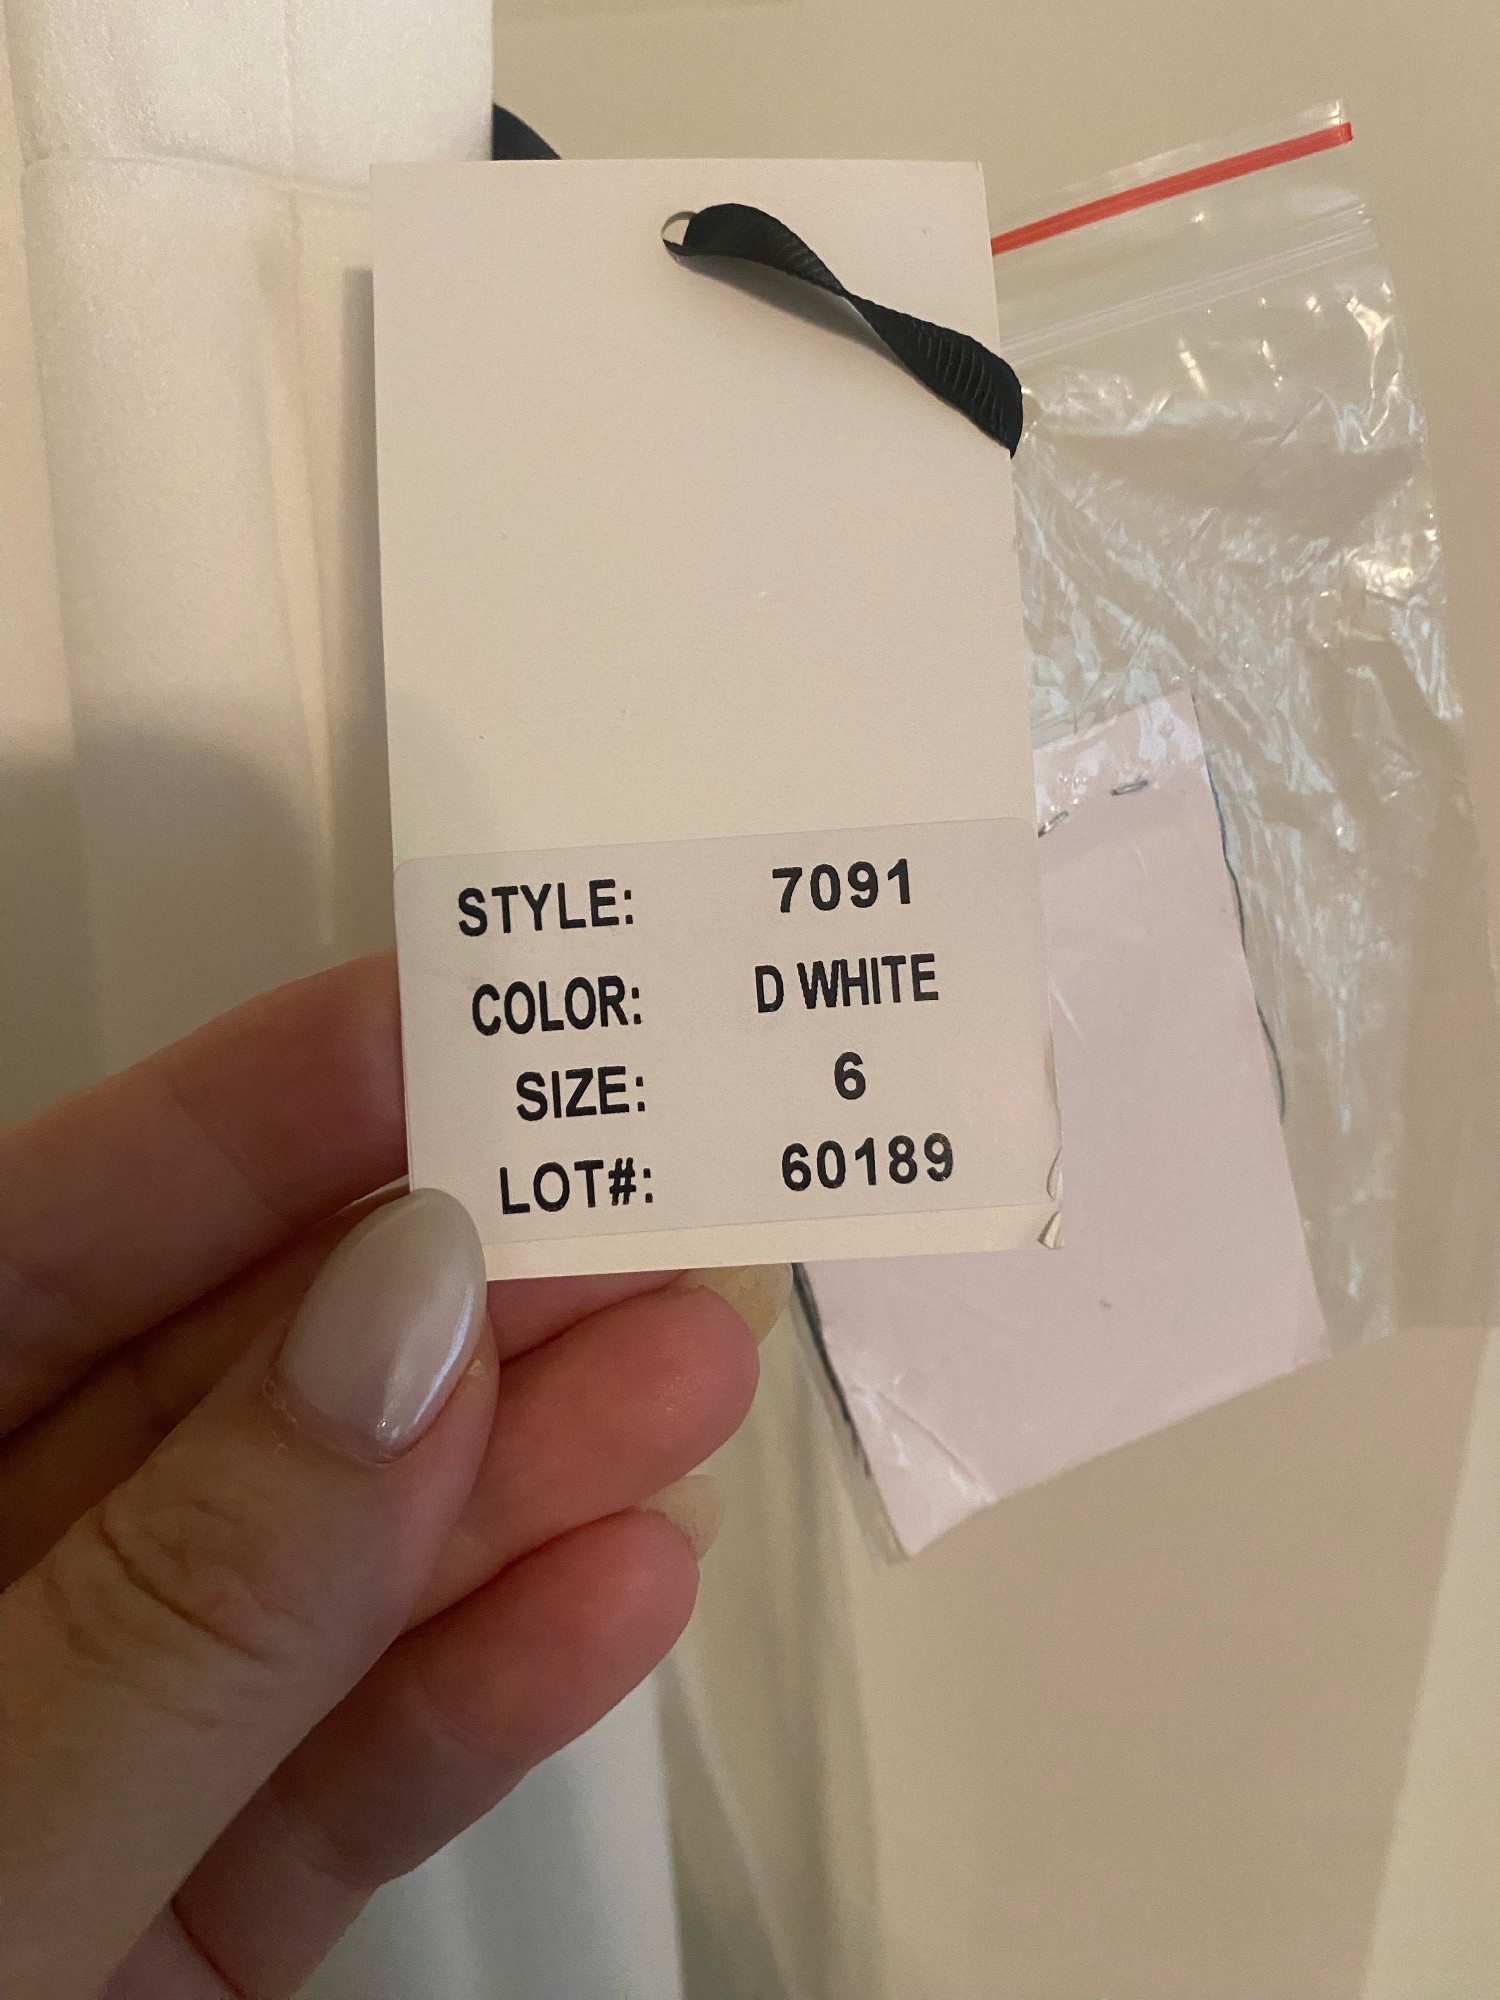 STYLE: 7091
COLOR: D WHITE
SIZE: 6
LOT#: 60189